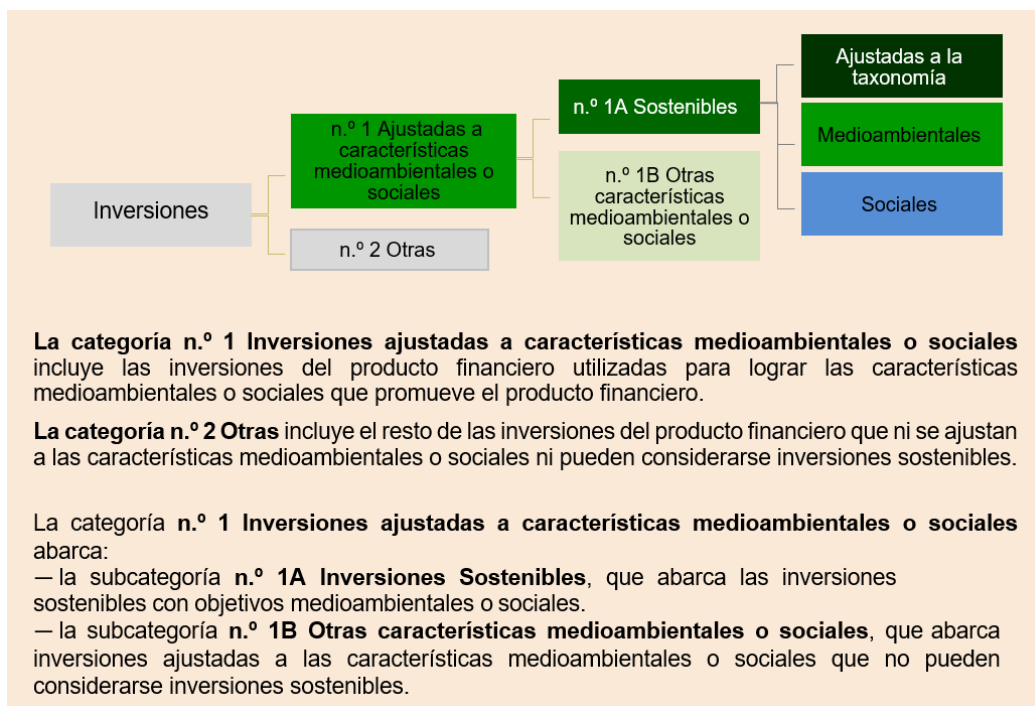 Inversiones
n.º 1 Ajustadas a
características
medioambientales o
sociales
n.º 2 Otras
n.º 1A Sostenibles
n.º 1B Otras
características
medioambientales o
sociales
Ajustadas a la
taxonomía
Medioambientales
Sociales
La categoría n.º 1 Inversiones ajustadas a características medioambientales o sociales
incluye las inversiones del producto financiero utilizadas para lograr las características
medioambientales o sociales que promueve el producto financiero.
La categoría n.º 2 Otras incluye el resto de las inversiones del producto financiero que ni se ajustan
a las características medioambientales o sociales ni pueden considerarse inversiones sostenibles.
La categoría n.º 1 Inversiones ajustadas a características medioambientales o sociales
abarca:
— la subcategoría n.º 1A Inversiones Sostenibles, que abarca las inversiones
sostenibles con objetivos medioambientales o sociales.
— la subcategoría n.º 1B Otras características medioambientales o sociales, que abarca
inversiones ajustadas a las características medioambientales o sociales que no pueden
considerarse inversiones sostenibles.